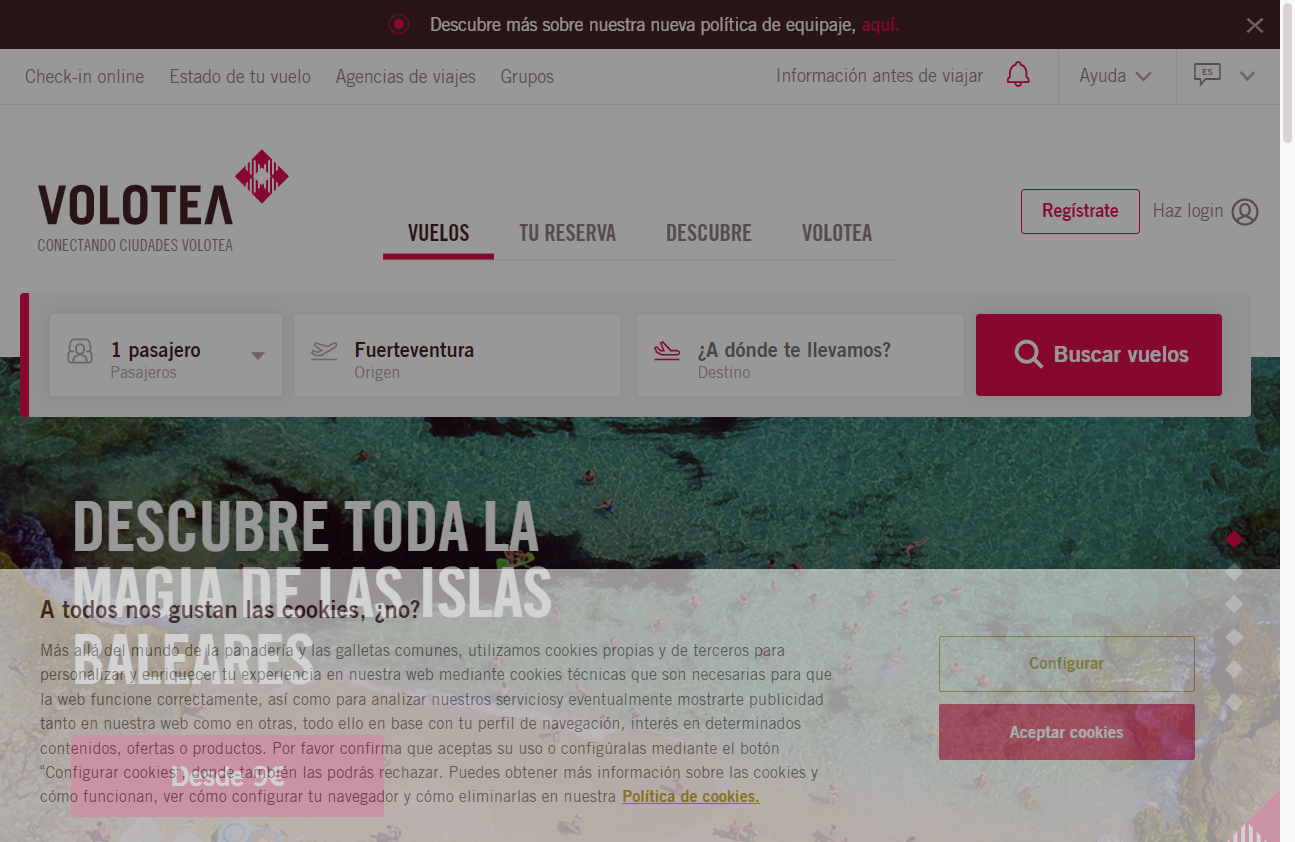 Descubre más sobre nuestra nueva política de equipaje, aquí.
Check-in online Estado de tu vuelo Agencias de viajes Grupos Información antes de viajar Ayuda ES
VOLOTEA
CONECTANDO CIUDADES VOLOTEA
VUELOS TU RESERVA DESCUBRE VOLOTEA
Regístrate Haz login
1 pasajero
Pasajeros
Fuerteventura
Origen
¿A dónde te llevamos?
Destino
Buscar vuelos
DESCUBRE TODA LA
MAGIA DE LAS ISLAS
BALEARES
Desde 9€
A todos nos gustan las cookies, ¿no?
Más allá del mundo de la panadería y las galletas comunes, utilizamos cookies propias y de terceros para
personalizar y enriquecer tu experiencia en nuestra web mediante cookies técnicas que son necesarias para que
la web funcione correctamente, así como para analizar nuestros serviciosy eventualmente mostrarte publicidad
tanto en nuestra web como en otras, todo ello en base con tu perfil de navegación, interés en determinados
contenidos, ofertas o productos. Por favor confirma que aceptas su uso o configúralas mediante el botón
"Configurar cookies", donde también las podrás rechazar. Puedes obtener más información sobre las cookies y
cómo funcionan, ver cómo configurar tu navegador y cómo eliminarlas en nuestra Política de cookies.
Configurar
Aceptar cookies